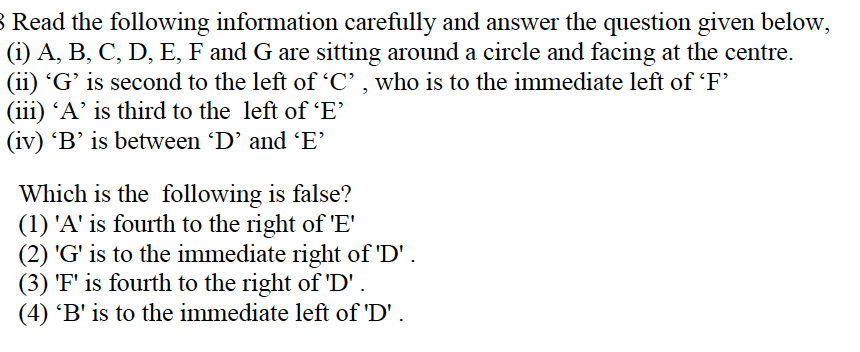 Read the following information carefully and answer the question given below,
(i) A, B, C, D, E, F and G are sitting around a circle and facing at the centre.
(ii) ‘G’ is second to the left of ‘C’ , who is to the immediate left of ‘F’
(iii) ‘A’ is third to the left of ‘E’
(iv) ‘B’ is between ‘D’ and ‘E’
Which is the following is false?
(1) 'A' is fourth to the right of 'E'
(2) 'G' is to the immediate right of 'D' .
(3) 'F' is fourth to the right of 'D' .
(4) ‘B' is to the immediate left of 'D' .